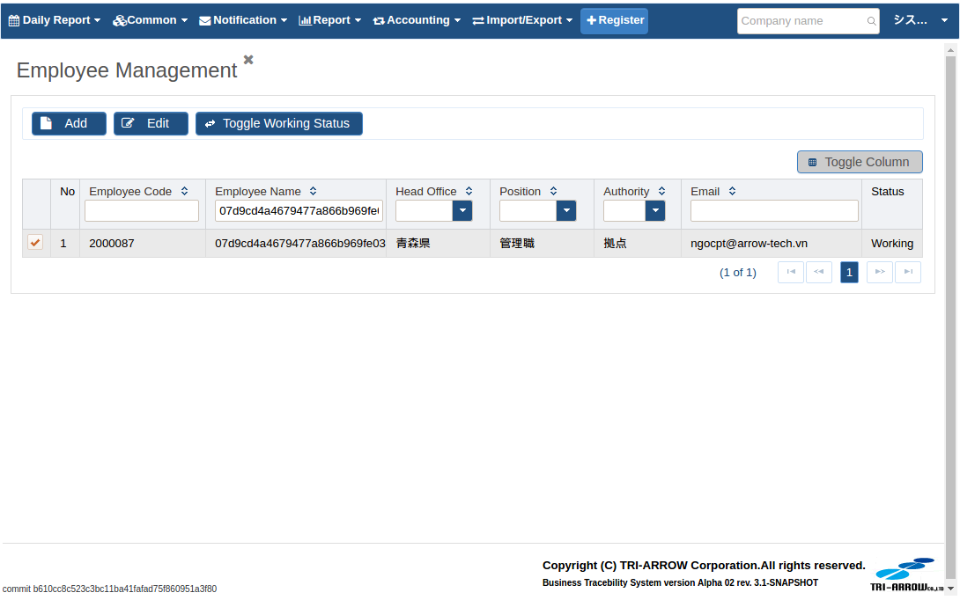 Daily Report Common Notification Report Accounting Import/Export Register Company name シス...
Employee Management
Add Edit Toggle Working Status
Toggle Column
No Employee Code Employee Name Head Office Position Authority Email Status
07d9cd4a4679477a866b969fe
1 2000087 07d9cd4a4679477a866b969fe03 青森県 管理職 拠点 ngocpt@arrow-tech.vn Working
(1 of 1) 1
Copyright (C) TRI-ARROW Corporation.All rights reserved.
Business Tracebility System version Alpha 02 rev. 3.1-SNAPSHOT
TRI-ARROW CO.,LTD
commit b610cc8c523c3bc11ba41fafad75f860951a3f80